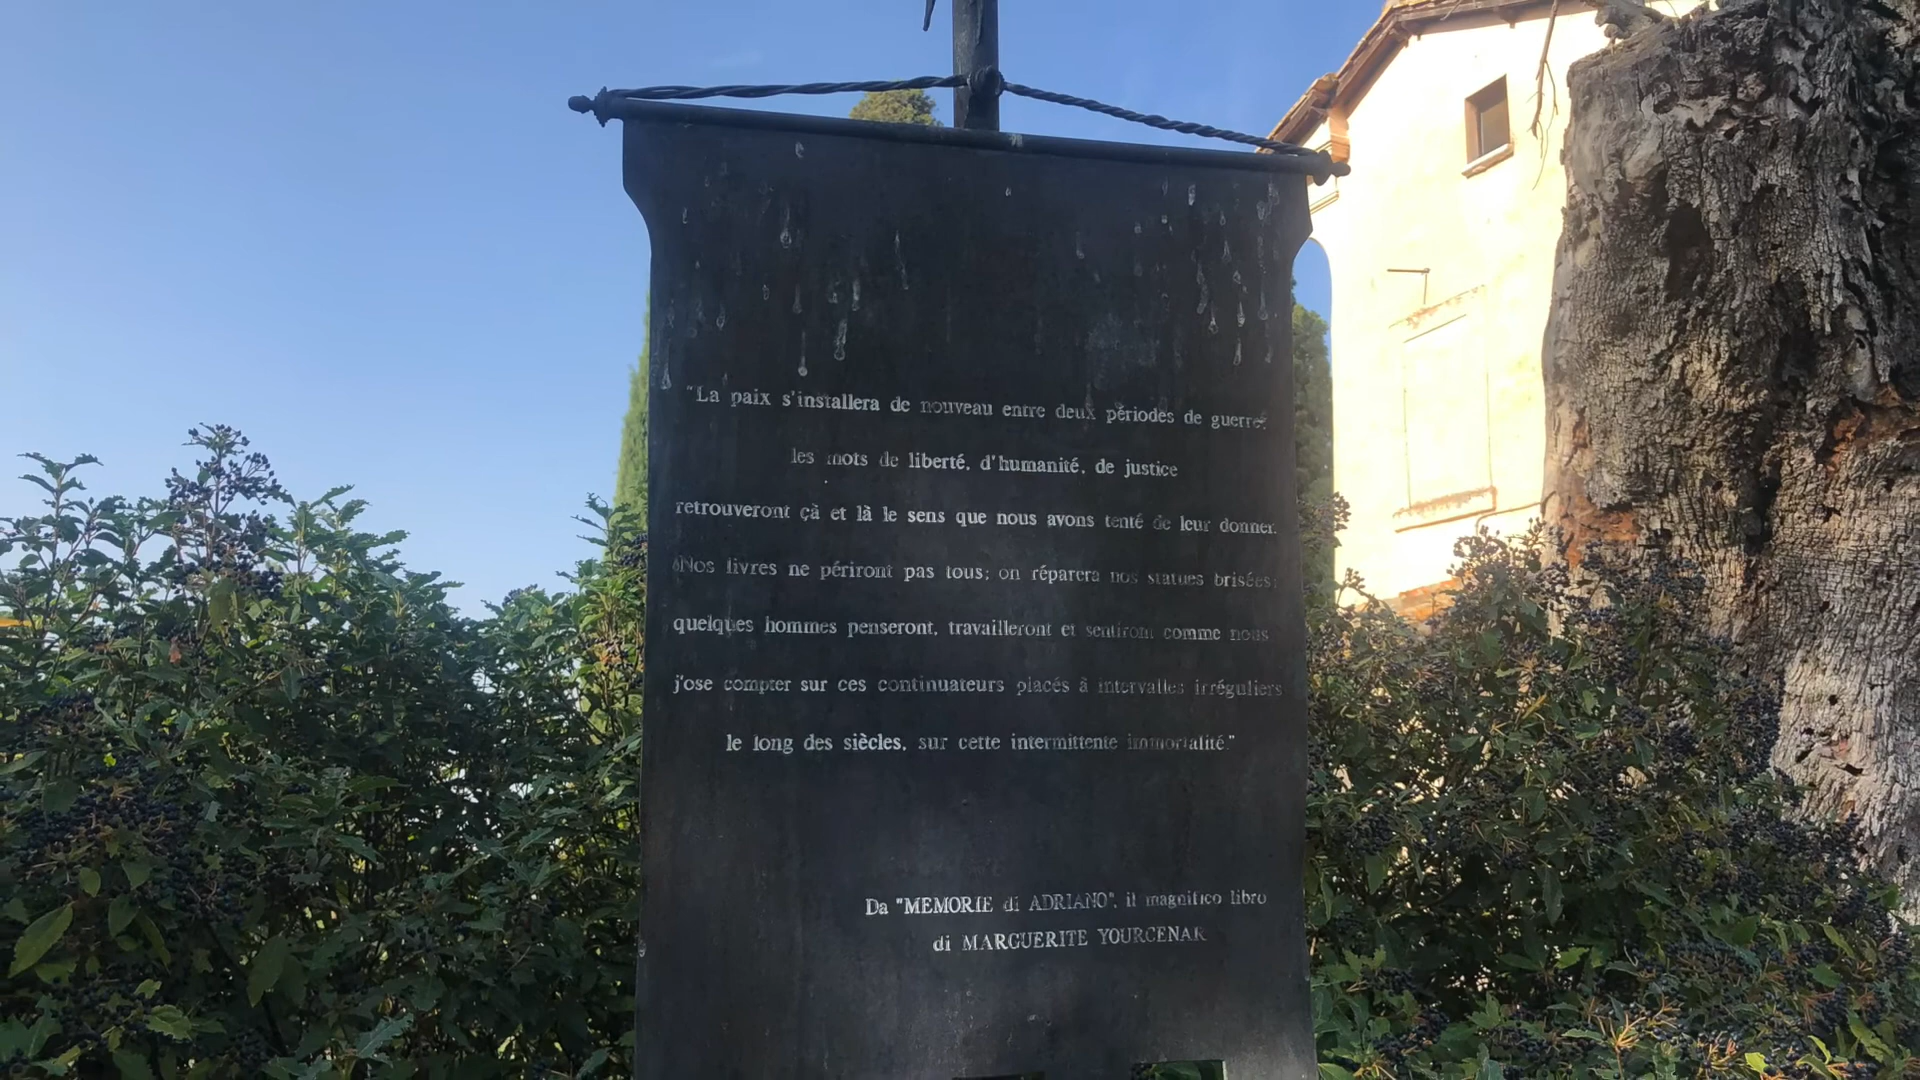 "La paix s'installera de nouveau entre deux périodes de guerre;
les mots de liberté, d'humanité, de justice
retrouveront çà et là le sens que nous avons tenté de leur donner.
Nos livres ne périront pas tous; on réparera nos statues brisées;
quelques hommes penseront, travailleront et sentiront comme nous
j'ose compter sur ces continuateurs placés à intervalles irréguliers
le long des siècles, sur cette intermittente immortalité."
Da "MEMORIE di ADRIANO", il magnifico libro
di MARGUERITE YOURCENAR